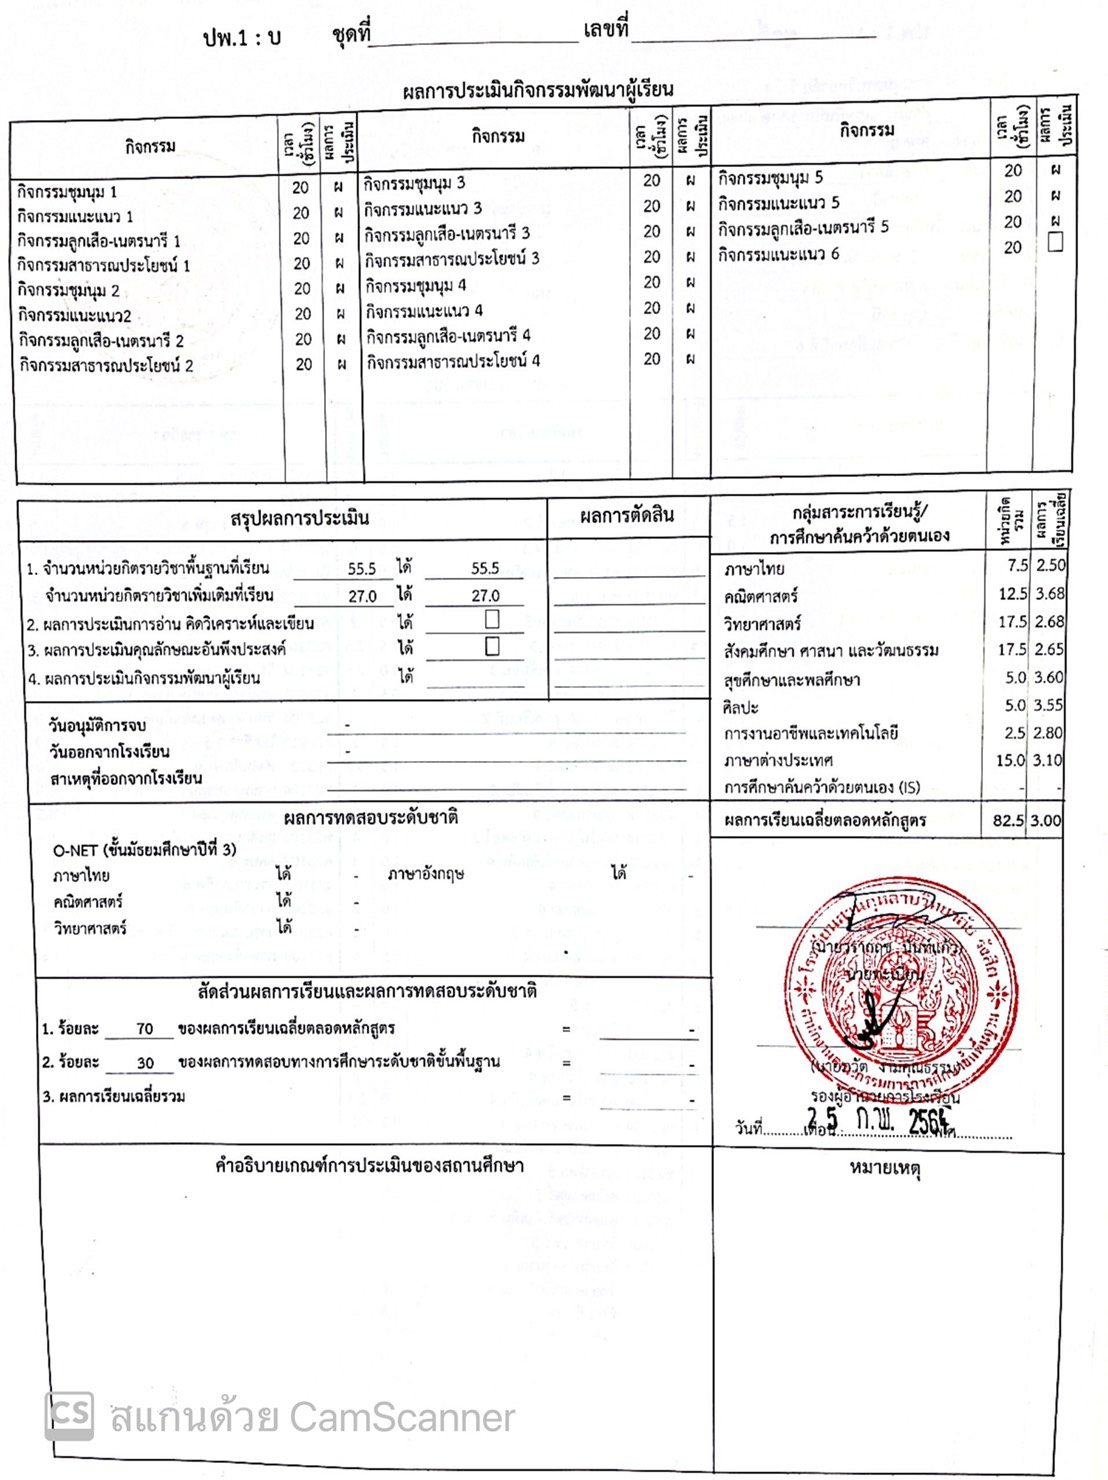 ปพ.1 : บ ชุดที่ เลขที่
ผลการประเมินกิจกรรมพัฒนาผู้เรียน
กิจกรรม เวลา (ชั่วโมง) ผลการประเมิน กิจกรรม เวลา (ชั่วโมง) ผลการประเมิน กิจกรรม เวลา (ชั่วโมง) ผลการประเมิน
กิจกรรมชุมนุม 1 20 ผ กิจกรรมชุมนุม 3 20 ผ กิจกรรมชุมนุม 5 20 ผ
กิจกรรมแนะแนว 1 20 ผ กิจกรรมแนะแนว 3 20 ผ กิจกรรมแนะแนว 5 20 ผ
กิจกรรมลูกเสือ-เนตรนารี 1 20 ผ กิจกรรมลูกเสือ-เนตรนารี 3 20 ผ กิจกรรมลูกเสือ-เนตรนารี 5 20 ผ
กิจกรรมสาธารณประโยชน์ 1 20 ผ กิจกรรมสาธารณประโยชน์ 3 20 ผ กิจกรรมแนะแนว 6 20
กิจกรรมชุมนุม 2 20 ผ กิจกรรมชุมนุม 4 20 ผ
กิจกรรมแนะแนว2 20 ผ กิจกรรมแนะแนว 4 20 ผ
กิจกรรมลูกเสือ-เนตรนารี 2 20 ผ กิจกรรมลูกเสือ-เนตรนารี 4 20 ผ
กิจกรรมสาธารณประโยชน์ 2 20 ผ กิจกรรมสาธารณประโยชน์ 4 20 ผ
สรุปผลการประเมิน ผลการตัดสิน
1. จำนวนหน่วยกิตรายวิชาพื้นฐานที่เรียน 55.5 ได้ 55.5
จำนวนหน่วยกิตรายวิชาเพิ่มเติมที่เรียน 27.0 ได้ 27.0
2. ผลการประเมินการอ่าน คิดวิเคราะห์และเขียน ได้
3. ผลการประเมินคุณลักษณะอันพึงประสงค์ ได้
4. ผลการประเมินกิจกรรมพัฒนาผู้เรียน ได้
วันอนุมัติการจบ -
วันออกจากโรงเรียน -
สาเหตุที่ออกจากโรงเรียน
กลุ่มสาระการเรียนรู้/ การศึกษาค้นคว้าด้วยตนเอง หน่วยกิตรวม ผลการเรียนเฉลี่ย
ภาษาไทย 7.5 2.50
คณิตศาสตร์ 12.5 3.68
วิทยาศาสตร์ 17.5 2.68
สังคมศึกษา ศาสนา และวัฒนธรรม 17.5 2.65
สุขศึกษาและพลศึกษา 5.0 3.60
ศิลปะ 5.0 3.55
การงานอาชีพและเทคโนโลยี 2.5 2.80
ภาษาต่างประเทศ 15.0 3.10
การศึกษาค้นคว้าด้วยตนเอง (IS) - -
ผลการเรียนเฉลี่ยตลอดหลักสูตร 82.5 3.00
ผลการทดสอบระดับชาติ
O-NET (ชั้นมัธยมศึกษาปีที่ 3)
ภาษาไทย ได้ - ภาษาอังกฤษ ได้ -
คณิตศาสตร์ ได้ -
วิทยาศาสตร์ ได้ -
สัดส่วนผลการเรียนและผลการทดสอบระดับชาติ
1. ร้อยละ 70 ของผลการเรียนเฉลี่ยตลอดหลักสูตร = -
2. ร้อยละ 30 ของผลการทดสอบทางการศึกษาระดับชาติขั้นพื้นฐาน = -
3. ผลการเรียนเฉลี่ยรวม = -
โรงเรียนสวนกุหลาบวิทยาลัย รังสิต
สำนักงานคณะกรรมการการศึกษาขั้นพื้นฐาน
นายทะเบียน
งามคุณธรรม)
รองผู้อำนวยการโรงเรียน
วันที่ 25 เดือน ก.พ. 2564
คำอธิบายเกณฑ์การประเมินของสถานศึกษา หมายเหตุ
CS สแกนด้วย CamScanner